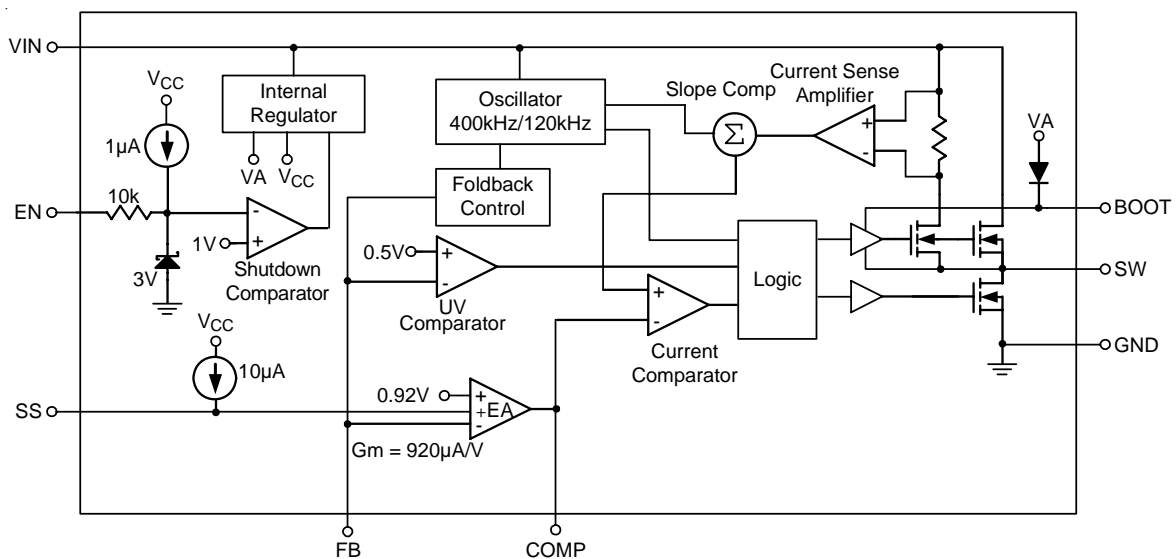 VIN
VCC
1µA
Internal
Regulator
VA
VCC
Oscillator
400kHz/120kHz
Slope Comp
Σ
Current Sense
Amplifier
+
-
VA
Foldback
Control
10k
EN
3V
1V
-
+
Shutdown
Comparator
BOOT
SW
GND
0.5V
+
-
UV
Comparator
Logic
+
-
Current
Comparator
VCC
10µA
SS
0.92V
+
+EA
-
Gm = 920µA/V
FB
COMP